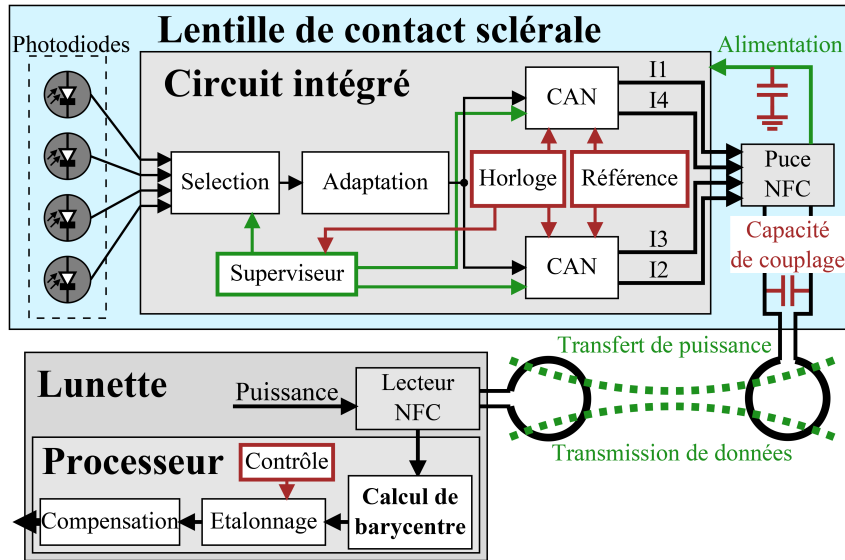 Lentille de contact sclérale
Photodiodes
Alimentation
Circuit intégré
CAN
I1
I4
Selection
Adaptation
Horloge
Référence
Puce
NFC
Superviseur
CAN
I3
I2
Capacité
de couplage
Transfert de puissance
Lunette
Puissance
Lecteur
NFC
Transmission de données
Processeur
Contrôle
Compensation
Etalonnage
Calcul de
barycentre